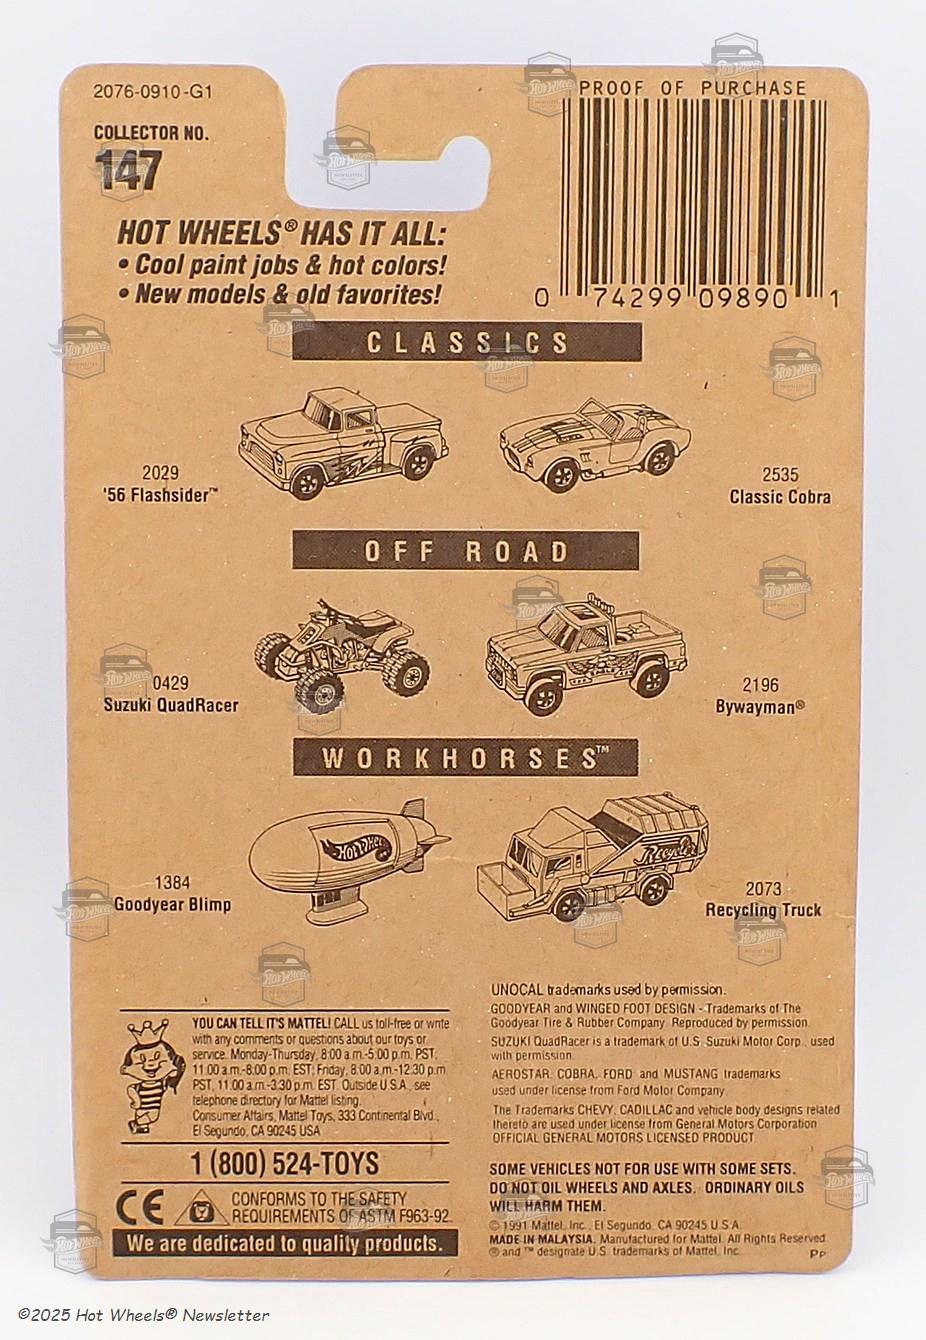 2076-0910-G1
COLLECTOR NO.
147
PROOF OF PURCHASE
0 74299 09890 1
HOT WHEELS® HAS IT ALL:
• Cool paint jobs & hot colors!
• New models & old favorites!
CLASSICS
2029
'56 Flashsider™
2535
Classic Cobra
OFF ROAD
0429
Suzuki QuadRacer
2196
Bywayman®
WORKHORSES™
Hot Wheels
1384
Goodyear Blimp
Recycle
2073
Recycling Truck
YOU CAN TELL IT'S MATTEL! CALL us toll-free or write
with any comments or questions about our toys or
service. Monday-Thursday, 8:00 a.m.-5:00 p.m. PST;
11:00 a.m.-8:00 p.m. EST; Friday, 8:00 a.m.-12:30 p.m.
PST, 11:00 a.m.-3:30 p.m. EST. Outside U.S.A., see
telephone directory for Mattel listing.
Consumer Affairs, Mattel Toys, 333 Continental Blvd.,
El Segundo, CA 90245 USA
1 (800) 524-TOYS
CE
CONFORMS TO THE SAFETY
REQUIREMENTS OF ASTM F963-92.
We are dedicated to quality products.
UNOCAL trademarks used by permission.
GOODYEAR and WINGED FOOT DESIGN - Trademarks of The
Goodyear Tire & Rubber Company. Reproduced by permission.
SUZUKI QuadRacer is a trademark of U.S. Suzuki Motor Corp., used
with permission.
AEROSTAR, COBRA, FORD and MUSTANG trademarks
used under license from Ford Motor Company.
The Trademarks CHEVY, CADILLAC and vehicle body designs related
thereto are used under license from General Motors Corporation
OFFICIAL GENERAL MOTORS LICENSED PRODUCT.
SOME VEHICLES NOT FOR USE WITH SOME SETS.
DO NOT OIL WHEELS AND AXLES. ORDINARY OILS
WILL HARM THEM.
© 1991 Mattel, Inc., El Segundo, CA 90245 U.S.A.
MADE IN MALAYSIA. Manufactured for Mattel. All Rights Reserved.
® and ™ designate U.S. trademarks of Mattel, Inc.
PP
©2025 Hot Wheels® Newsletter